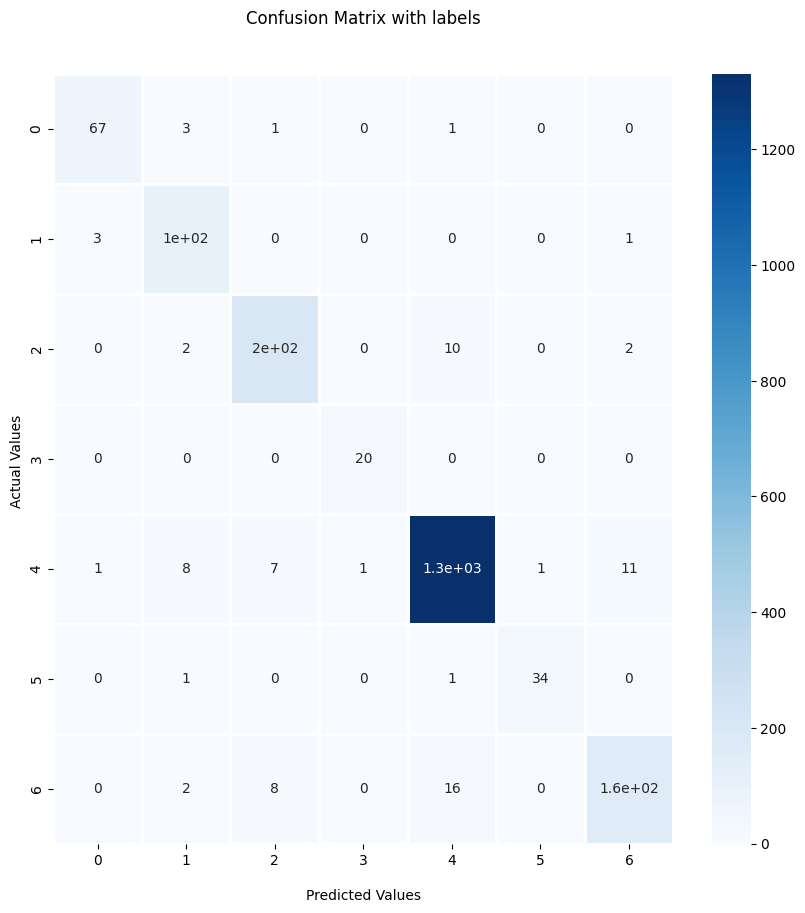 Confusion Matrix with labels
67 3 1 0 1 0 0
3 1e+02 0 0 0 0 1
0 2 2e+02 0 10 0 2
0 0 0 20 0 0 0
1 8 7 1 1.3e+03 1 11
0 1 0 0 1 34 0
0 2 8 0 16 0 1.6e+02
0
1
2
3
4
5
6
Actual Values
0 1 2 3 4 5 6
Predicted Values
1200
1000
800
600
400
200
0